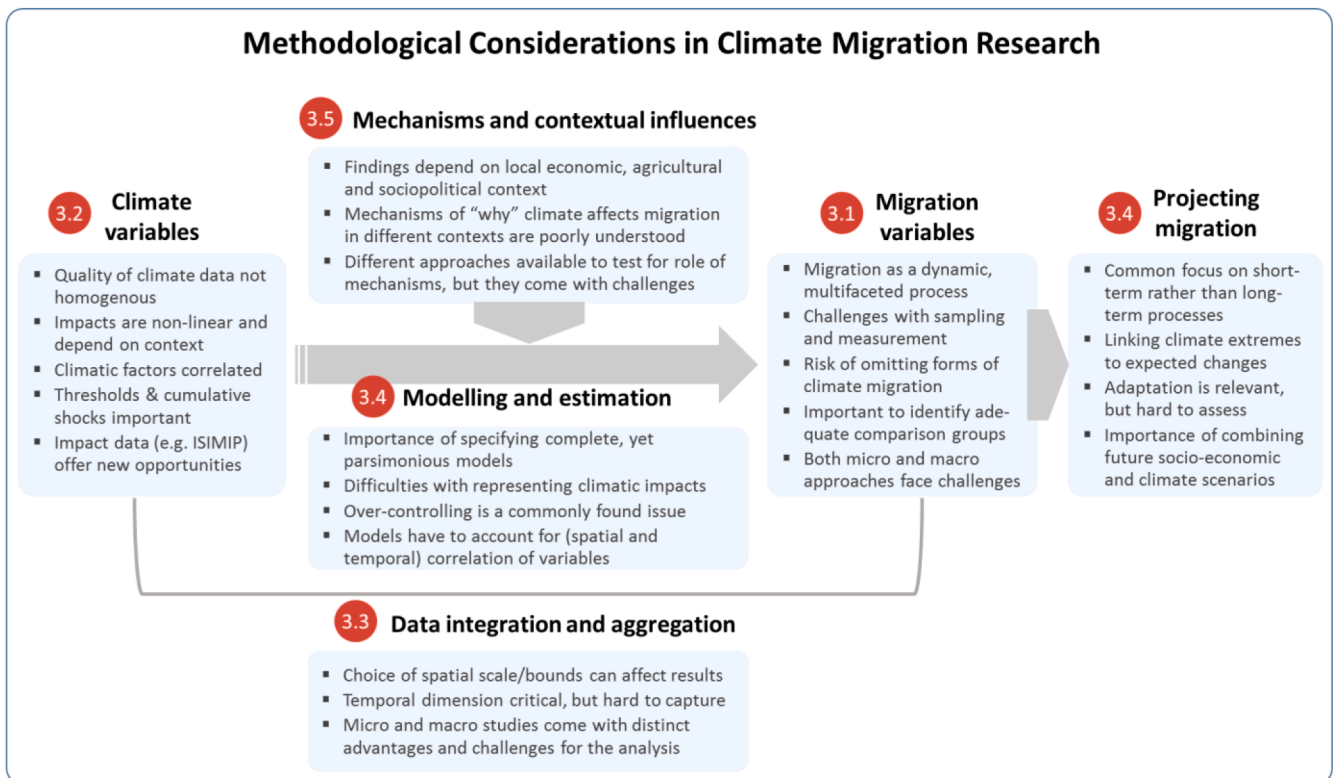 Methodological Considerations in Climate Migration Research
3.5 Mechanisms and contextual influences
▪ Findings depend on local economic, agricultural
and sociopolitical context
▪ Mechanisms of “why” climate affects migration
in different contexts are poorly understood
▪ Different approaches available to test for role of
mechanisms, but they come with challenges
3.2 Climate
variables
▪ Quality of climate data not
homogenous
▪ Impacts are non-linear and
depend on context
▪ Climatic factors correlated
▪ Thresholds & cumulative
shocks important
▪ Impact data (e.g. ISIMIP)
offer new opportunities
3.4 Modelling and estimation
▪ Importance of specifying complete, yet
parsimonious models
▪ Difficulties with representing climatic impacts
▪ Over-controlling is a commonly found issue
▪ Models have to account for (spatial and
temporal) correlation of variables
3.1 Migration
variables
▪ Migration as a dynamic,
multifaceted process
▪ Challenges with sampling
and measurement
▪ Risk of omitting forms of
climate migration
▪ Important to identify ade-
quate comparison groups
▪ Both micro and macro
approaches face challenges
3.4 Projecting
migration
▪ Common focus on short-
term rather than long-
term processes
▪ Linking climate extremes
to expected changes
▪ Adaptation is relevant,
but hard to assess
▪ Importance of combining
future socio-economic
and climate scenarios
3.3 Data integration and aggregation
▪ Choice of spatial scale/bounds can affect results
▪ Temporal dimension critical, but hard to capture
▪ Micro and macro studies come with distinct
advantages and challenges for the analysis